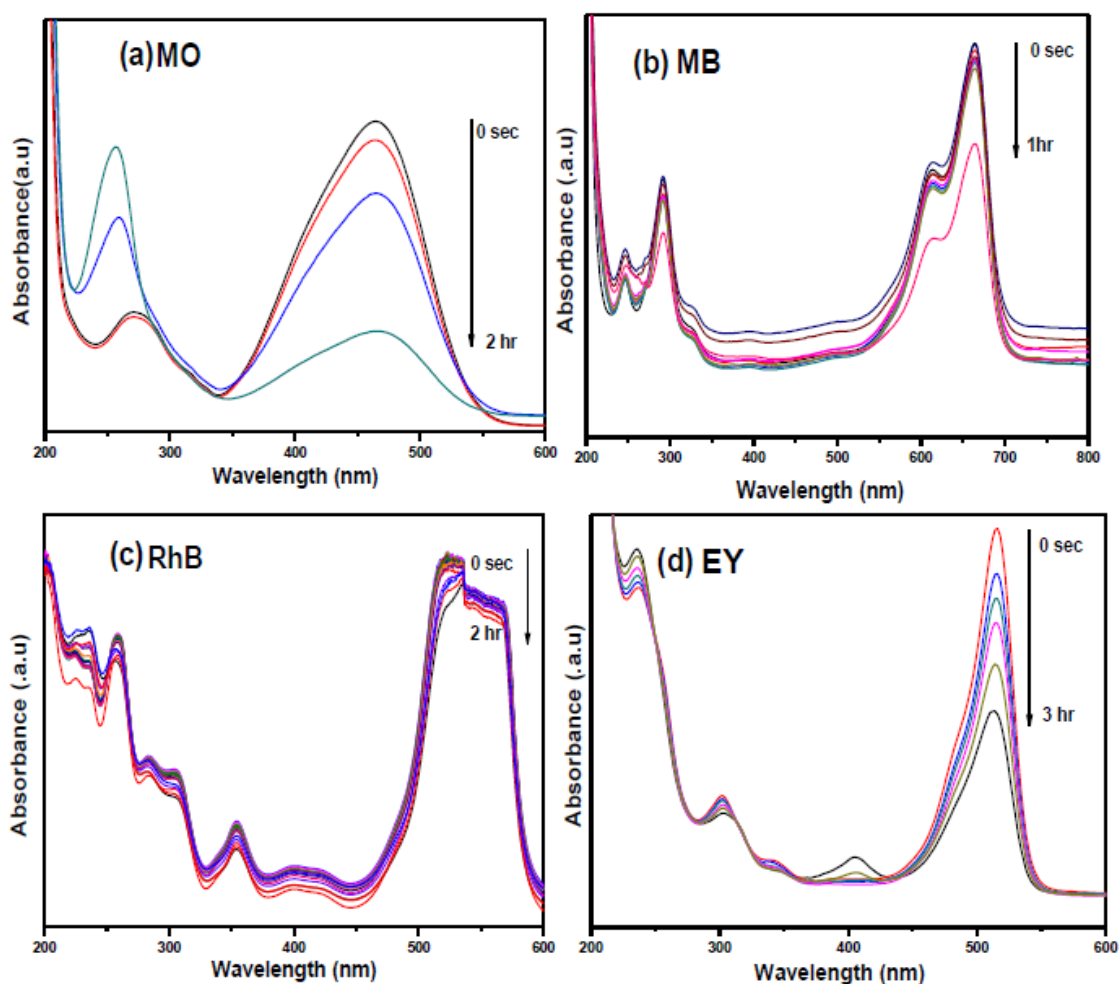 (a)MO
0 sec
2 hr
Absorbance(a.u)
200 300 400 500 600
Wavelength (nm)
(b) MB
0 sec
1hr
Absorbance (.a.u)
200 300 400 500 600 700 800
Wavelength (nm)
(c) RhB
0 sec
2 hr
Absorbance (.a.u)
200 300 400 500 600
Wavelength (nm)
(d) EY
0 sec
3 hr
Absorbance (.a.u)
200 300 400 500 600
Wavelength (nm)